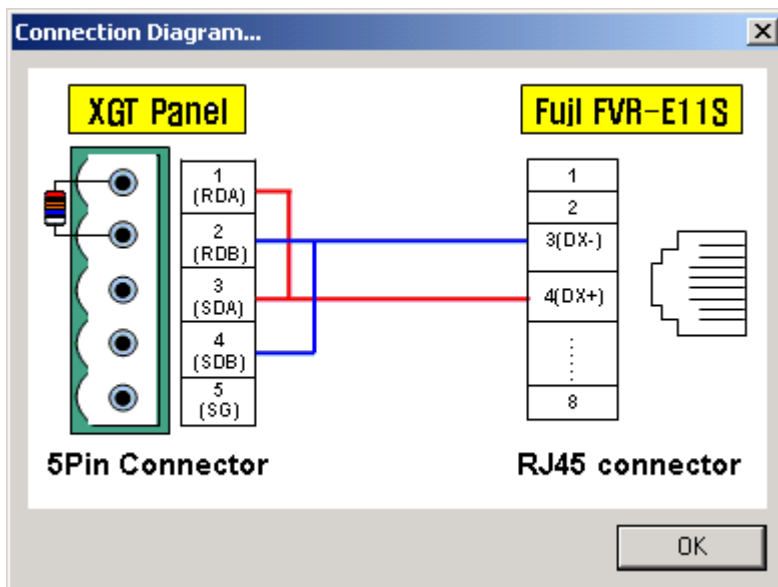 Connection Diagram...
XGT Panel
Fuji FVR-E11S
1
(RDA)
2
(RDB)
3
(SDA)
4
(SDB)
5
(SG)
1
2
3(DX-)
4(DX+)
8
5Pin Connector
RJ45 connector
OK